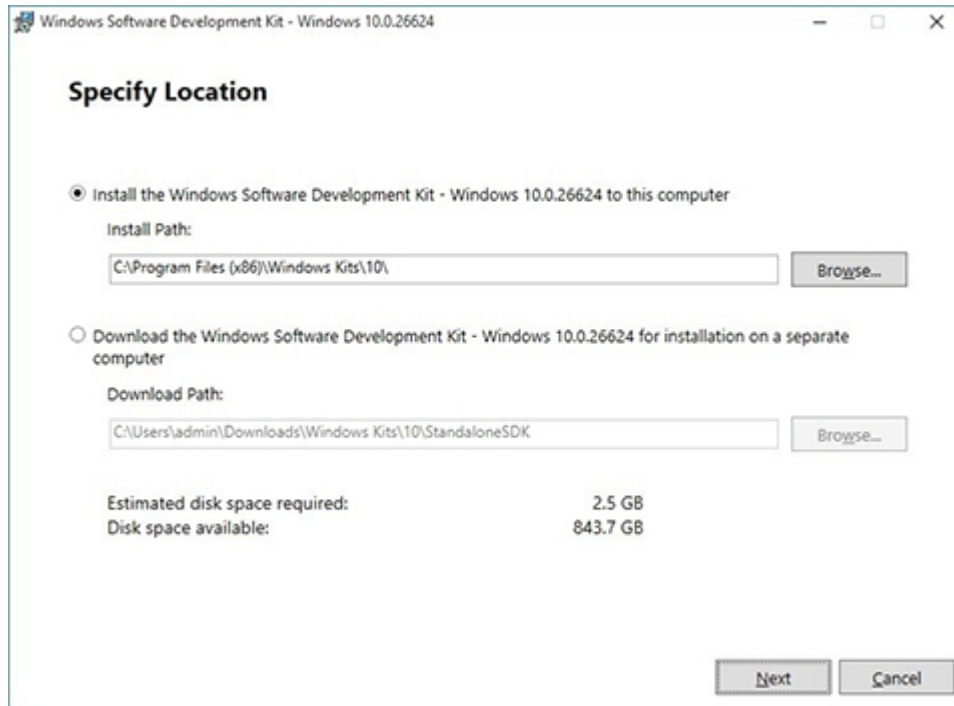 Windows Software Development Kit - Windows 10.0.26624
Specify Location
Install the Windows Software Development Kit - Windows 10.0.26624 to this computer
Install Path:
C:\Program Files (x86)\Windows Kits\10\
Browse...
Download the Windows Software Development Kit - Windows 10.0.26624 for installation on a separate
computer
Download Path:
C:\Users\admin\Downloads\Windows Kits\10\StandaloneSDK
Browse...
Estimated disk space required: 2.5 GB
Disk space available: 843.7 GB
Next Cancel